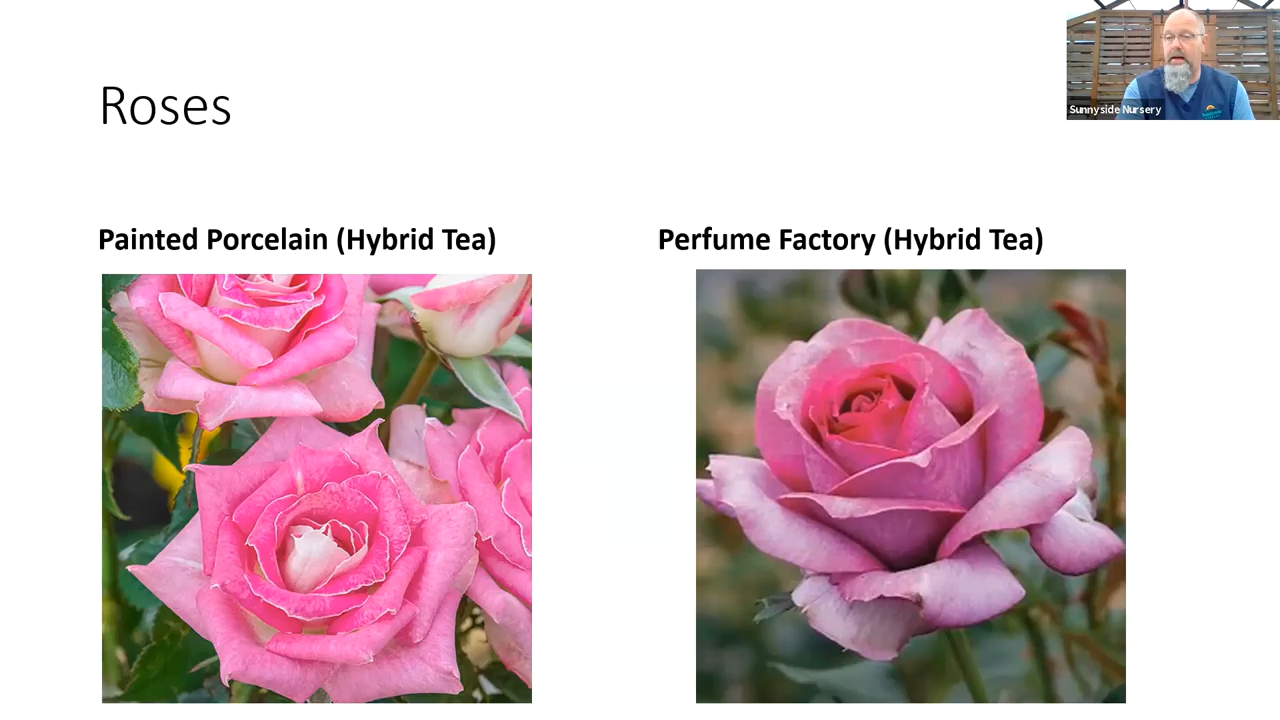 Roses
Sunnyside Nursery
Painted Porcelain (Hybrid Tea)
Perfume Factory (Hybrid Tea)